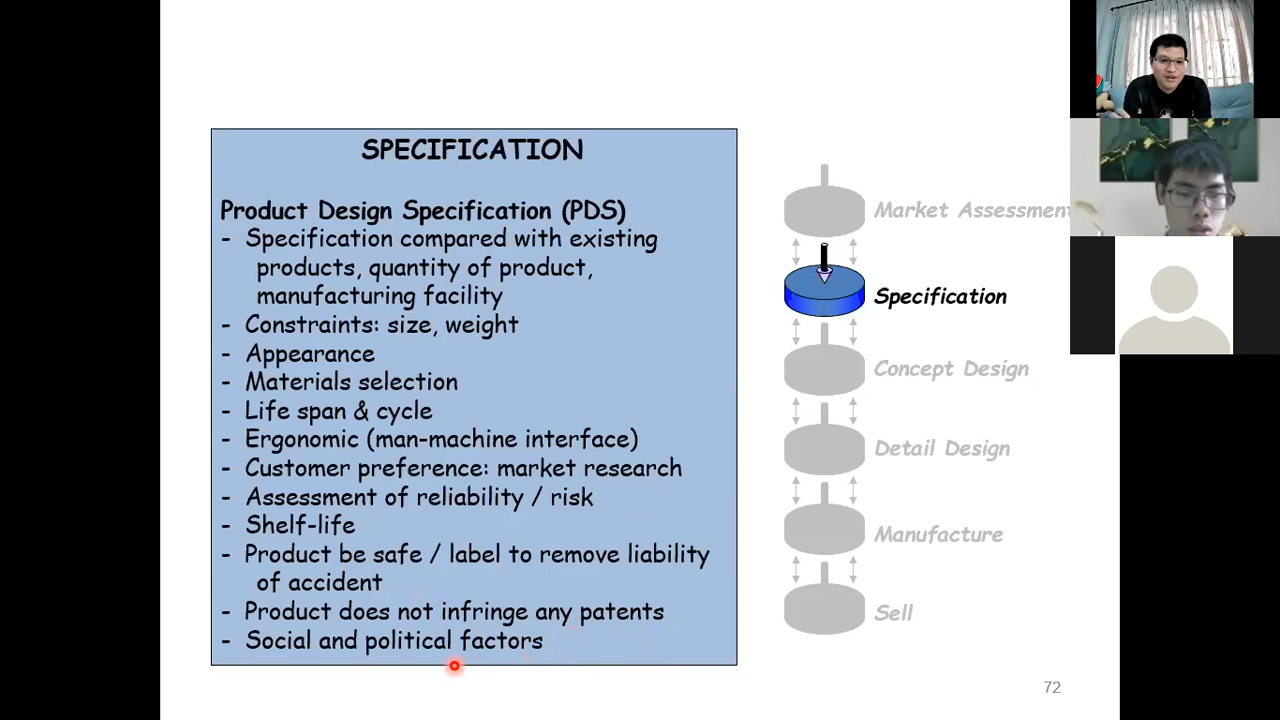 SPECIFICATION
Product Design Specification (PDS)
- Specification compared with existing
products, quantity of product,
manufacturing facility
- Constraints: size, weight
- Appearance
- Materials selection
- Life span & cycle
- Ergonomic (man-machine interface)
- Customer preference: market research
- Assessment of reliability / risk
- Shelf-life
- Product be safe / label to remove liability
of accident
- Product does not infringe any patents
- Social and political factors
Market Assessment
Specification
Concept Design
Detail Design
Manufacture
Sell
72